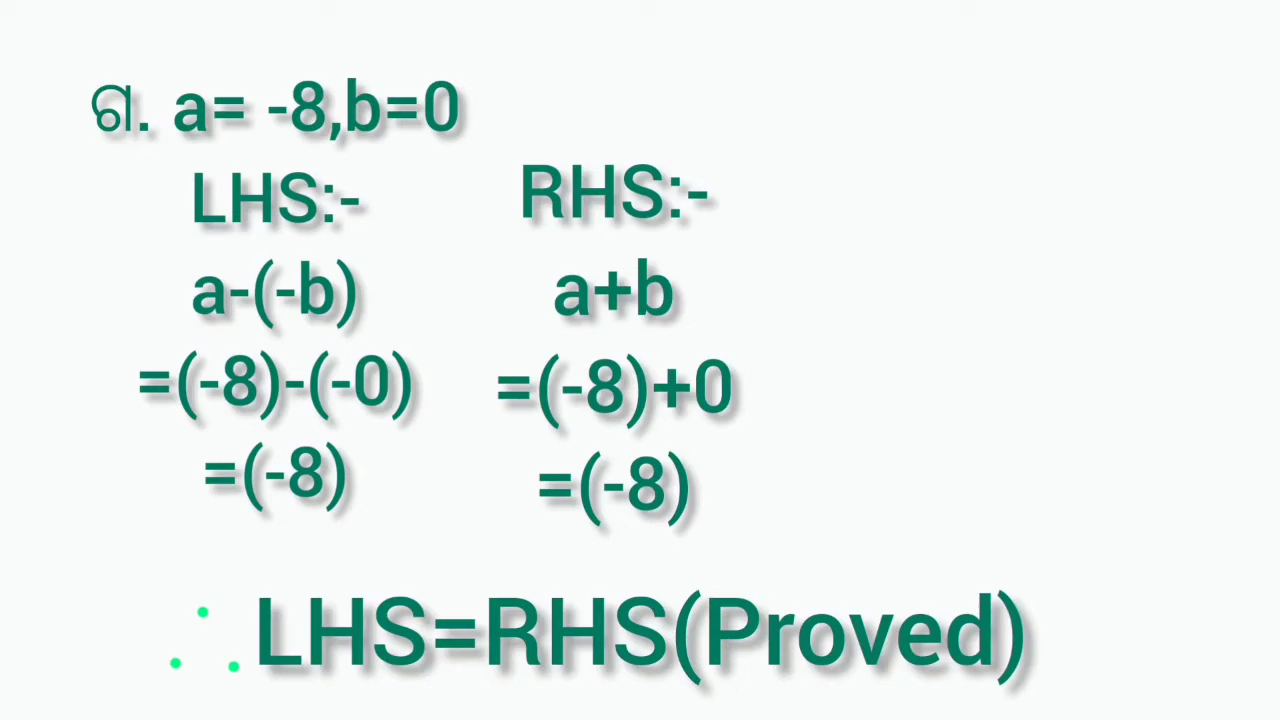 ଗ. a= -8,b=0
LHS:-
a-(-b)
=(-8)-(-0)
=(-8)
RHS:-
a+b
=(-8)+0
=(-8)
∴ LHS=RHS(Proved)